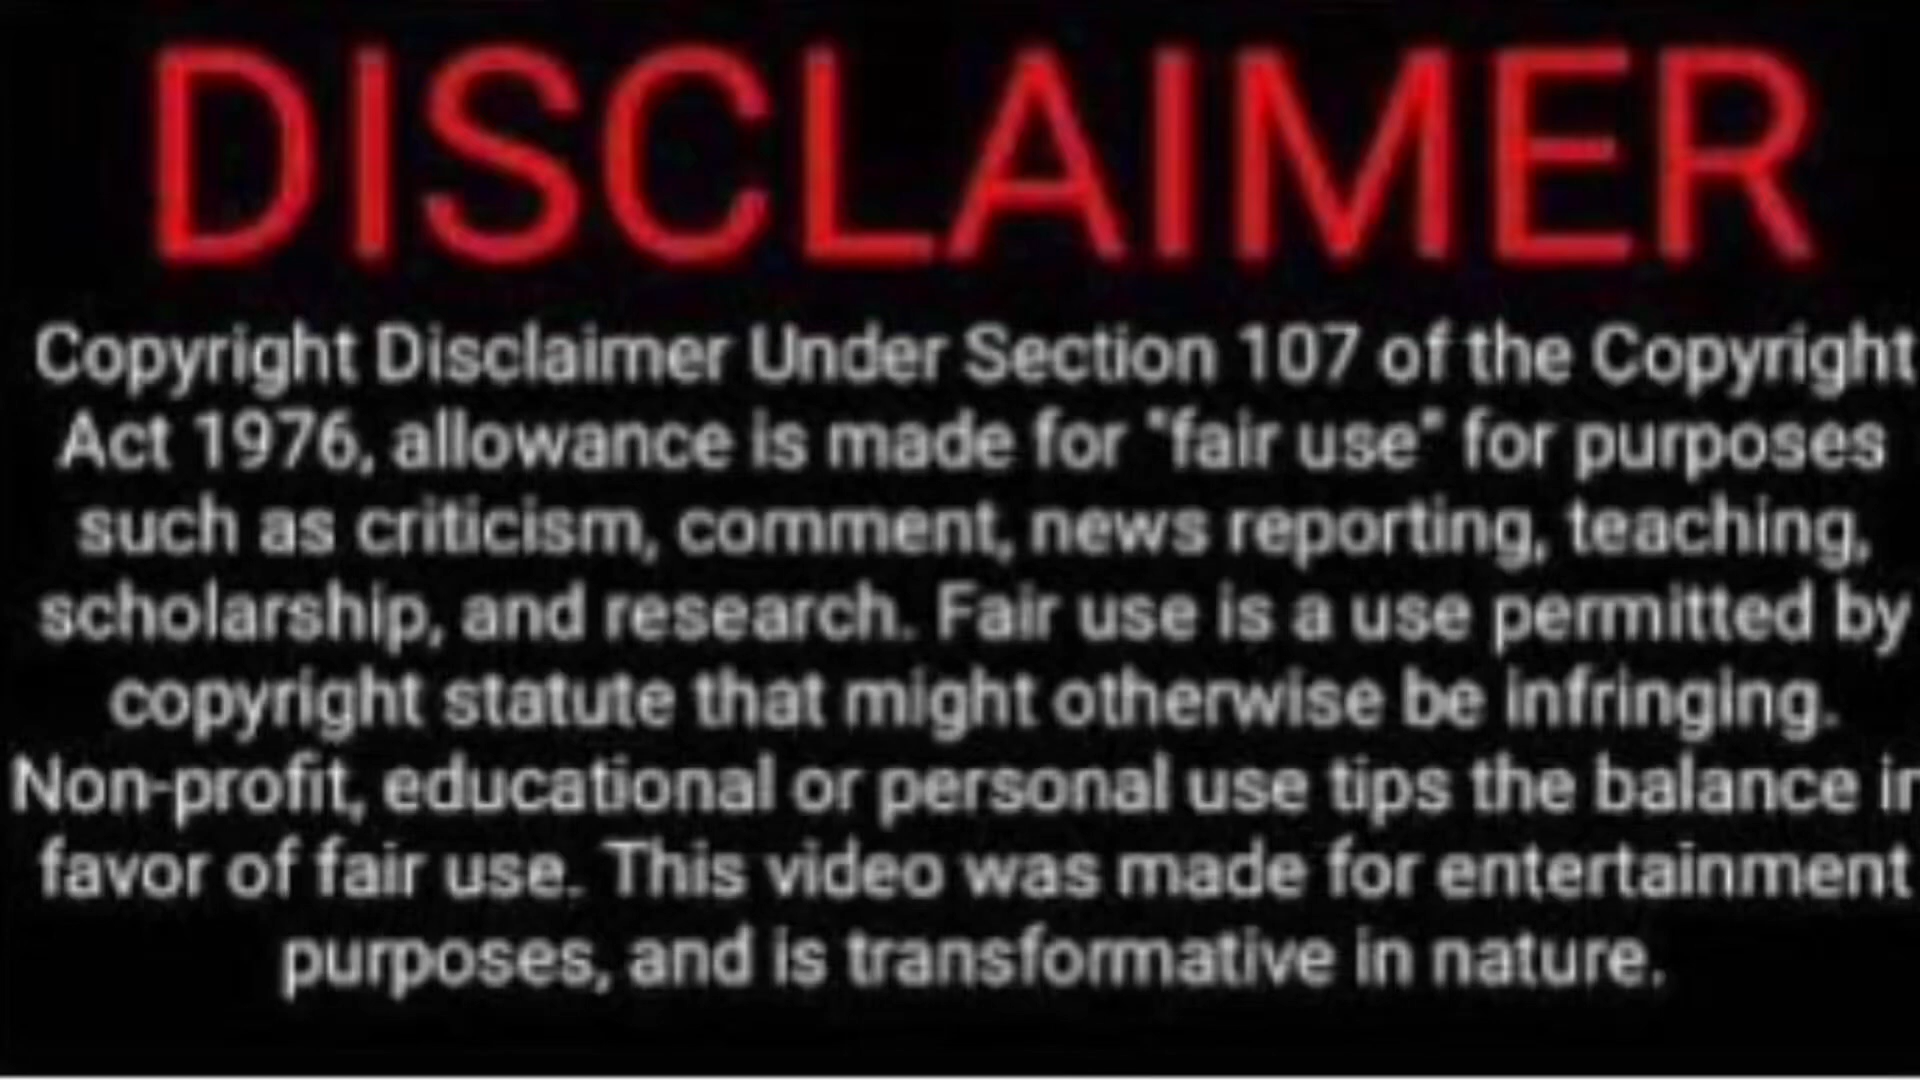 DISCLAIMER
Copyright Disclaimer Under Section 107 of the Copyright
Act 1976, allowance is made for "fair use" for purposes
such as criticism, comment, news reporting, teaching,
scholarship, and research. Fair use is a use permitted by
copyright statute that might otherwise be infringing.
Non-profit, educational or personal use tips the balance in
favor of fair use. This video was made for entertainment
purposes, and is transformative in nature.